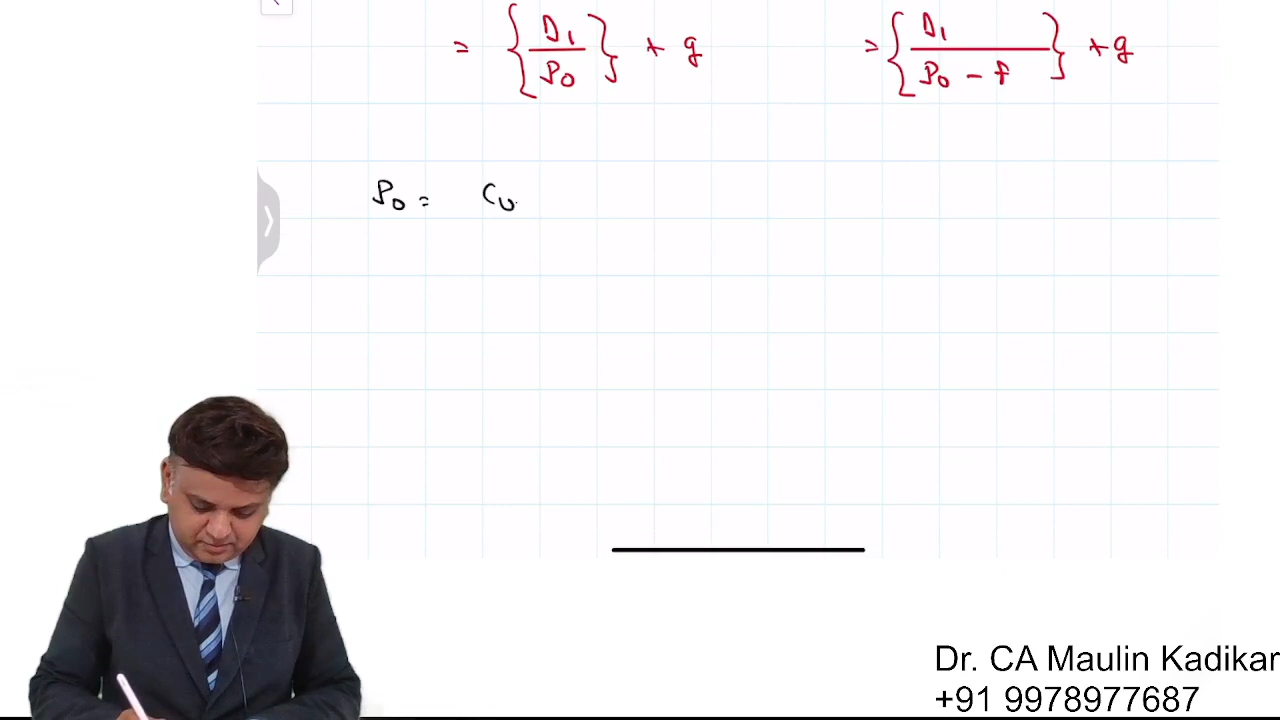 = { D₁ / P₀ } + g = { D₁ / P₀ - f } + g
P₀ = Cu
Dr. CA Maulin Kadikar
+91 9978977687